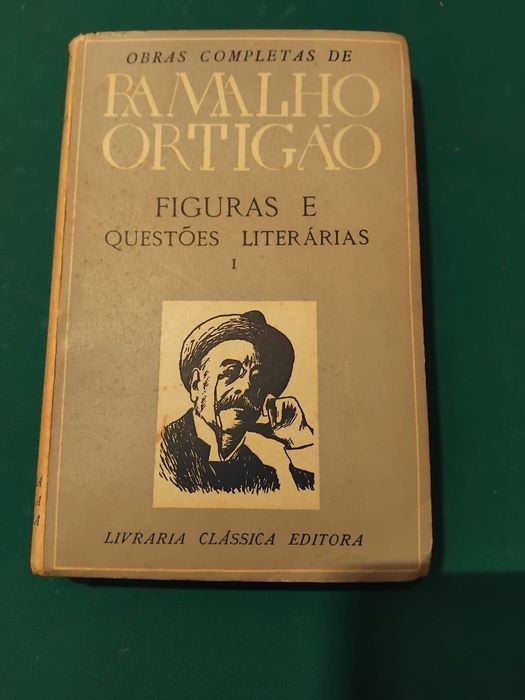 OBRAS COMPLETAS DE
RAMALHO
ORTIGÃO
FIGURAS E
QUESTÕES LITERÁRIAS
I
LIVRARIA CLÁSSICA EDITORA